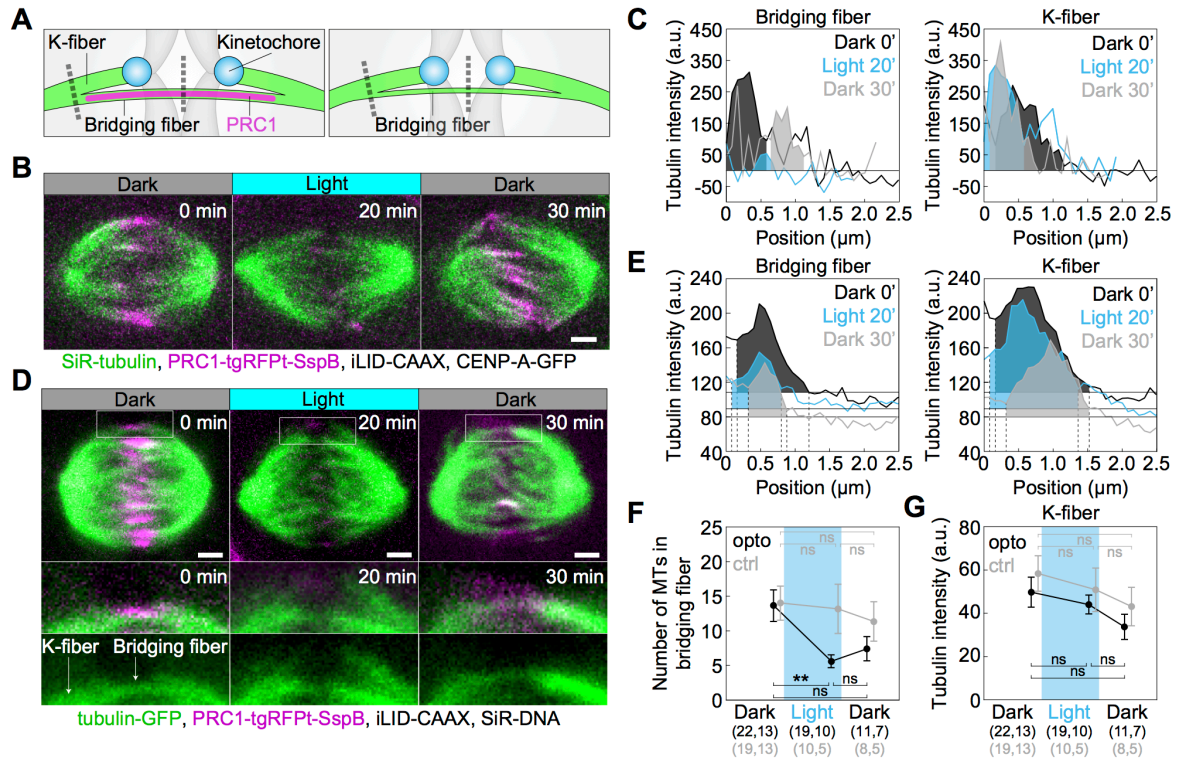 A
K-fiber
Kinetochore
Bridging fiber
PRC1
Bridging fiber
B
Dark
Light
Dark
0 min
20 min
30 min
SiR-tubulin, PRC1-tgRFPt-SspB, iLID-CAAX, CENP-A-GFP
D
Dark
Light
Dark
0 min
20 min
30 min
0 min
20 min
30 min
K-fiber
Bridging fiber
tubulin-GFP, PRC1-tgRFPt-SspB, iLID-CAAX, SiR-DNA
C
Bridging fiber
Tubulin intensity (a.u.)
450
350
250
150
50
-50
Dark 0'
Light 20'
Dark 30'
0 0.5 1.0 1.5 2.0 2.5
Position (µm)
K-fiber
Tubulin intensity (a.u.)
450
350
250
150
50
-50
Dark 0'
Light 20'
Dark 30'
0 0.5 1.0 1.5 2.0 2.5
Position (µm)
E
Bridging fiber
Tubulin intensity (a.u.)
240
200
160
120
80
40
Dark 0'
Light 20'
Dark 30'
0 0.5 1.0 1.5 2.0 2.5
Position (µm)
K-fiber
Tubulin intensity (a.u.)
240
200
160
120
80
40
Dark 0'
Light 20'
Dark 30'
0 0.5 1.0 1.5 2.0 2.5
Position (µm)
F
Number of MTs in
bridging fiber
25
20
15
10
5
0
opto
ctrl
ns
ns
ns
**
ns
ns
Dark Light Dark
(22,13) (19,10) (11,7)
(19,13) (10,5) (8,5)
G
K-fiber
Tubulin intensity (a.u.)
80
60
40
20
0
opto
ctrl
ns
ns
ns
ns
ns
ns
Dark Light Dark
(22,13) (19,10) (11,7)
(19,13) (10,5) (8,5)